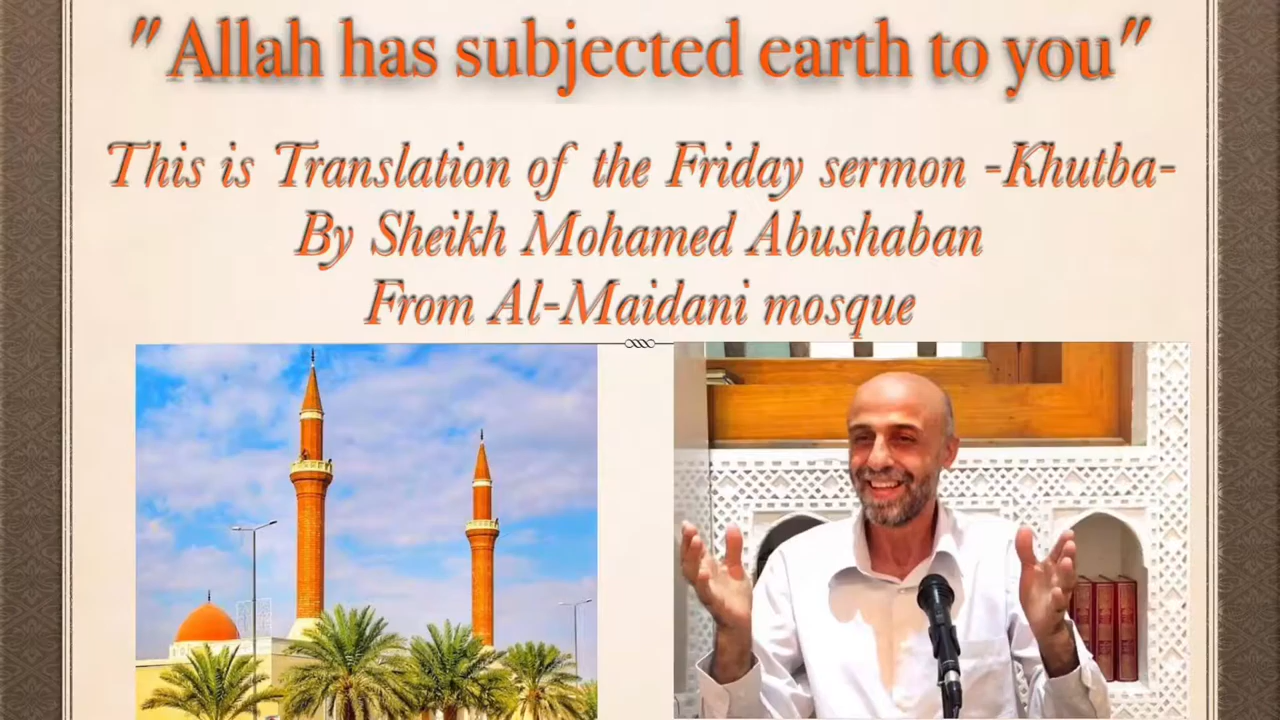 "Allah has subjected earth to you"
This is Translation of the Friday sermon -Khutba-
By Sheikh Mohamed Abushaban
From Al-Maidani mosque